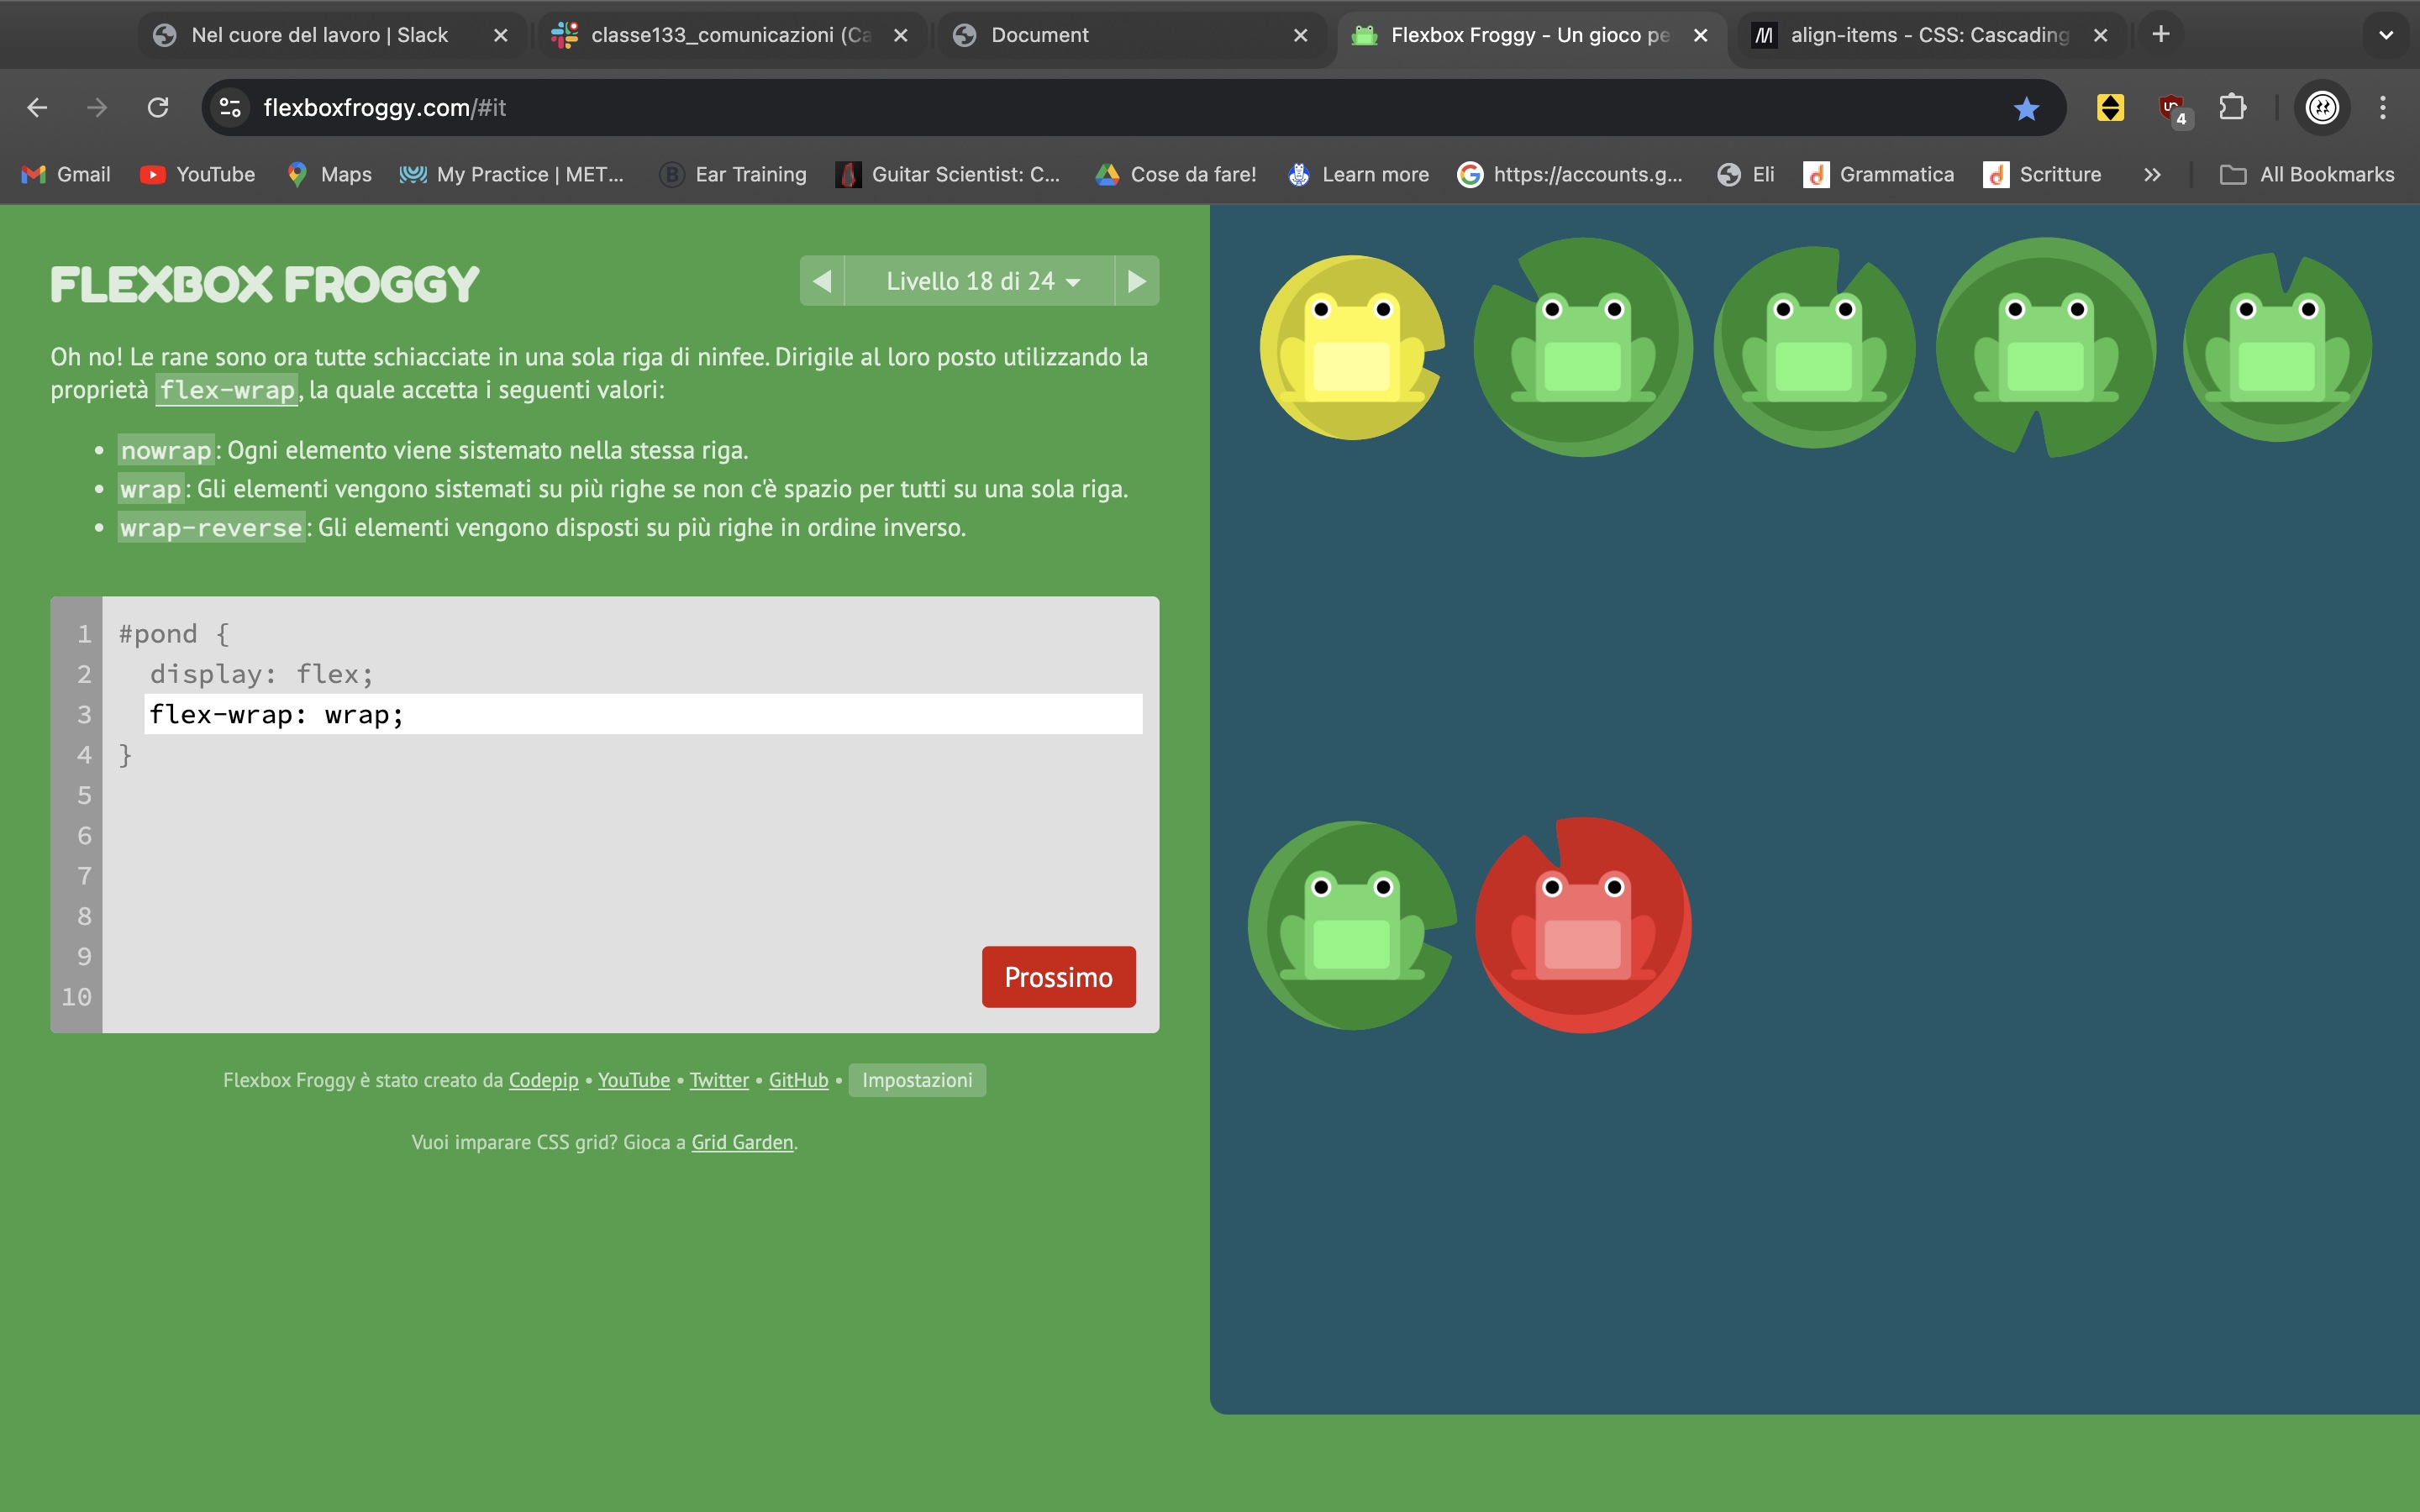 Nel cuore del lavoro | Slack
classe133_comunicazioni (Ca
Document
Flexbox Froggy - Un gioco pe
align-items - CSS: Cascading
flexboxfroggy.com/#it
4
Gmail
YouTube
Maps
My Practice | MET...
Ear Training
Guitar Scientist: C...
Cose da fare!
Learn more
https://accounts.g...
Eli
Grammatica
Scritture
All Bookmarks
FLEXBOX FROGGY
Livello 18 di 24
Oh no! Le rane sono ora tutte schiacciate in una sola riga di ninfee. Dirigile al loro posto utilizzando la
proprietà flex-wrap, la quale accetta i seguenti valori:
• nowrap: Ogni elemento viene sistemato nella stessa riga.
• wrap: Gli elementi vengono sistemati su più righe se non c'è spazio per tutti su una sola riga.
• wrap-reverse: Gli elementi vengono disposti su più righe in ordine inverso.
1 #pond {
2 display: flex;
3 flex-wrap: wrap;
4 }
5
6
7
8
9
10
Prossimo
Flexbox Froggy è stato creato da Codepip • YouTube • Twitter • GitHub • Impostazioni
Vuoi imparare CSS grid? Gioca a Grid Garden.